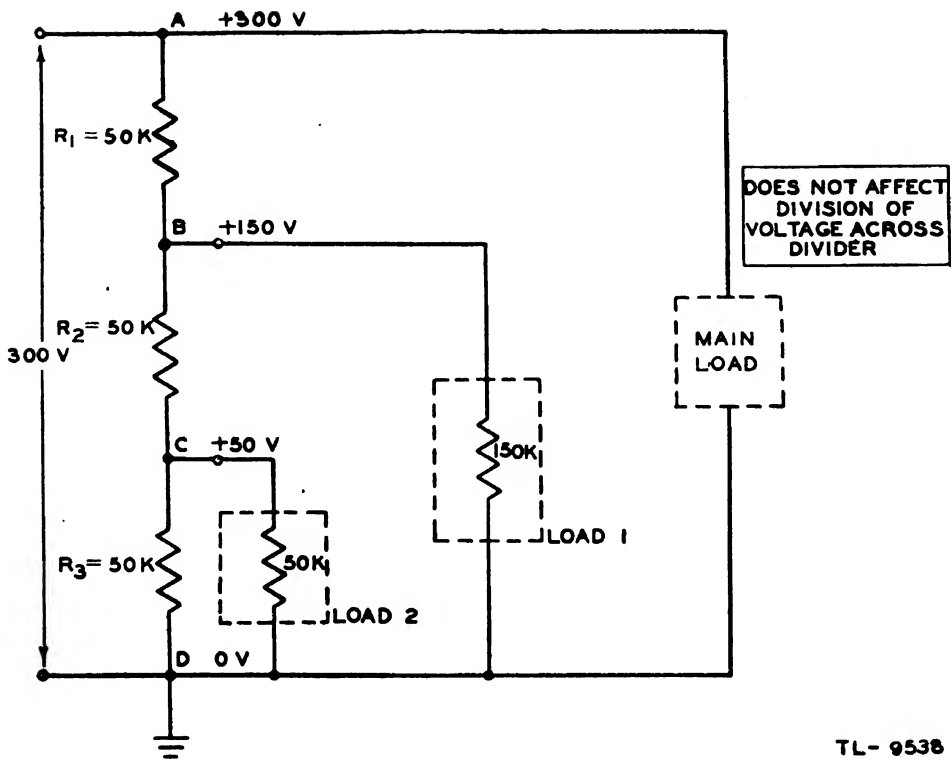 A +300 V
R1 = 50K
DOES NOT AFFECT
DIVISION OF
VOLTAGE ACROSS
DIVIDER
B +150 V
R2 = 50K
300 V
MAIN
LOAD
C +50 V
150K
LOAD 1
R3 = 50K
50K
LOAD 2
D 0 V
TL-9538